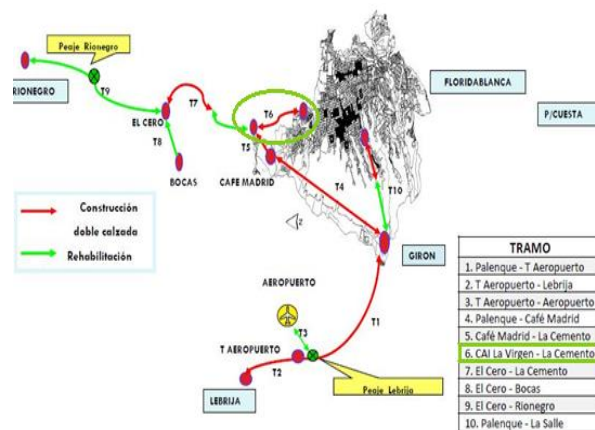 Peaje Rionegro
RIONEGRO
T9
EL CERO
T7
T6
T8
T5
BOCAS
CAFE MADRID
FLORIDABLANCA
P/CUESTA
T4
T10
2
Construcción
doble calzada
Rehabilitación
GIRON
AEROPUERTO
T3
T1
T AEROPUERTO
T2
LEBRIJA
Peaje Lebrija
TRAMO
1. Palenque - T Aeropuerto
2. T Aeropuerto - Lebrija
3. T Aeropuerto - Aeropuerto
4. Palenque - Café Madrid
5. Café Madrid - La Cemento
6. CAI La Virgen - La Cemento
7. El Cero - La Cemento
8. El Cero - Bocas
9. El Cero - Rionegro
10. Palenque - La Salle